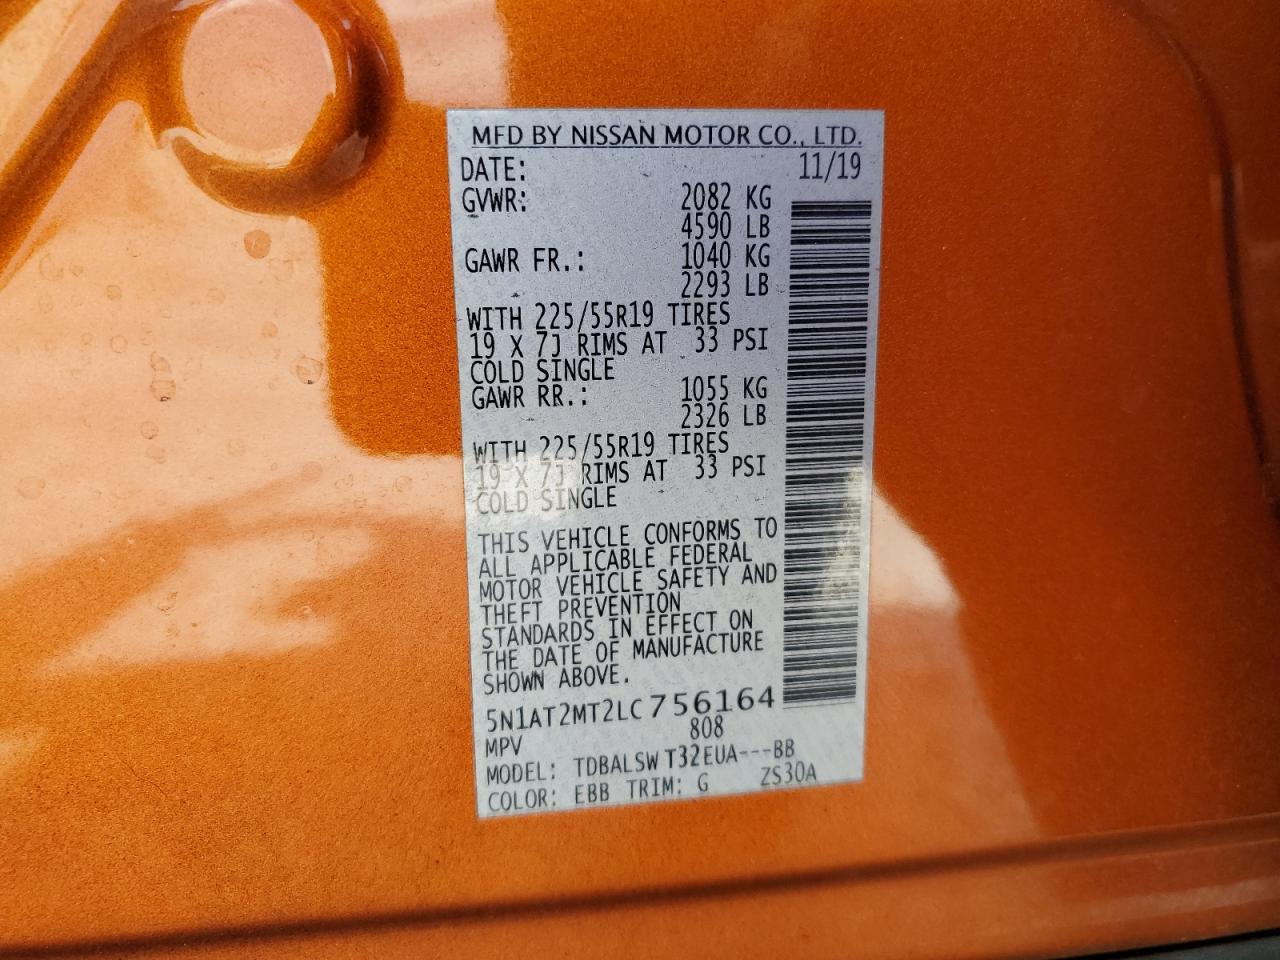 MFD BY NISSAN MOTOR CO., LTD.
DATE: 11/19
GVWR: 2082 KG
4590 LB
GAWR FR.: 1040 KG
2293 LB
WITH 225/55R19 TIRES
19 X 7J RIMS AT 33 PSI
COLD SINGLE
GAWR RR.: 1055 KG
2326 LB
WITH 225/55R19 TIRES
19 X 7J RIMS AT 33 PSI
COLD SINGLE
THIS VEHICLE CONFORMS TO
ALL APPLICABLE FEDERAL
MOTOR VEHICLE SAFETY AND
THEFT PREVENTION
STANDARDS IN EFFECT ON
THE DATE OF MANUFACTURE
SHOWN ABOVE.
5N1AT2MT2LC756164
MPV 808
MODEL: TDBALSW T32EUA---BB
COLOR: EBB TRIM: G ZS30A